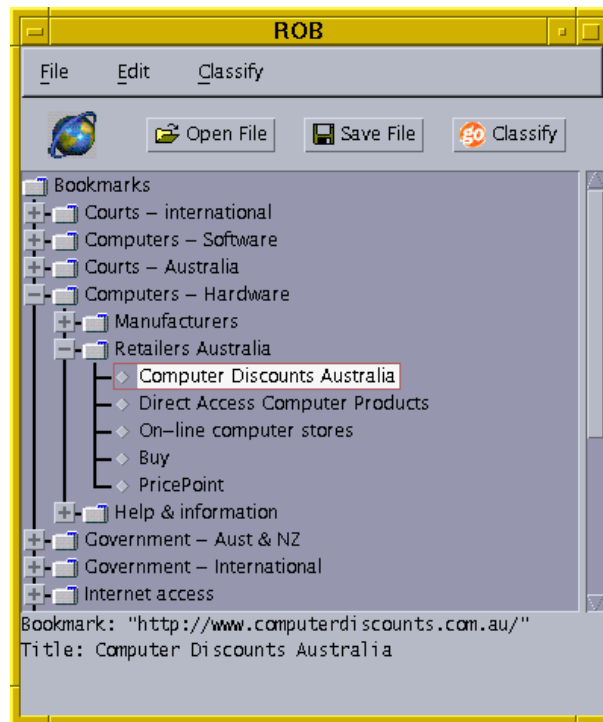 ROB
File Edit Classify
Open File Save File go Classify
Bookmarks
Courts – international
Computers – Software
Courts – Australia
Computers – Hardware
Manufacturers
Retailers Australia
Computer Discounts Australia
Direct Access Computer Products
On–line computer stores
Buy
PricePoint
Help & information
Government – Aust & NZ
Government – International
Internet access
Bookmark: "http://www.computerdiscounts.com.au/"
Title: Computer Discounts Australia